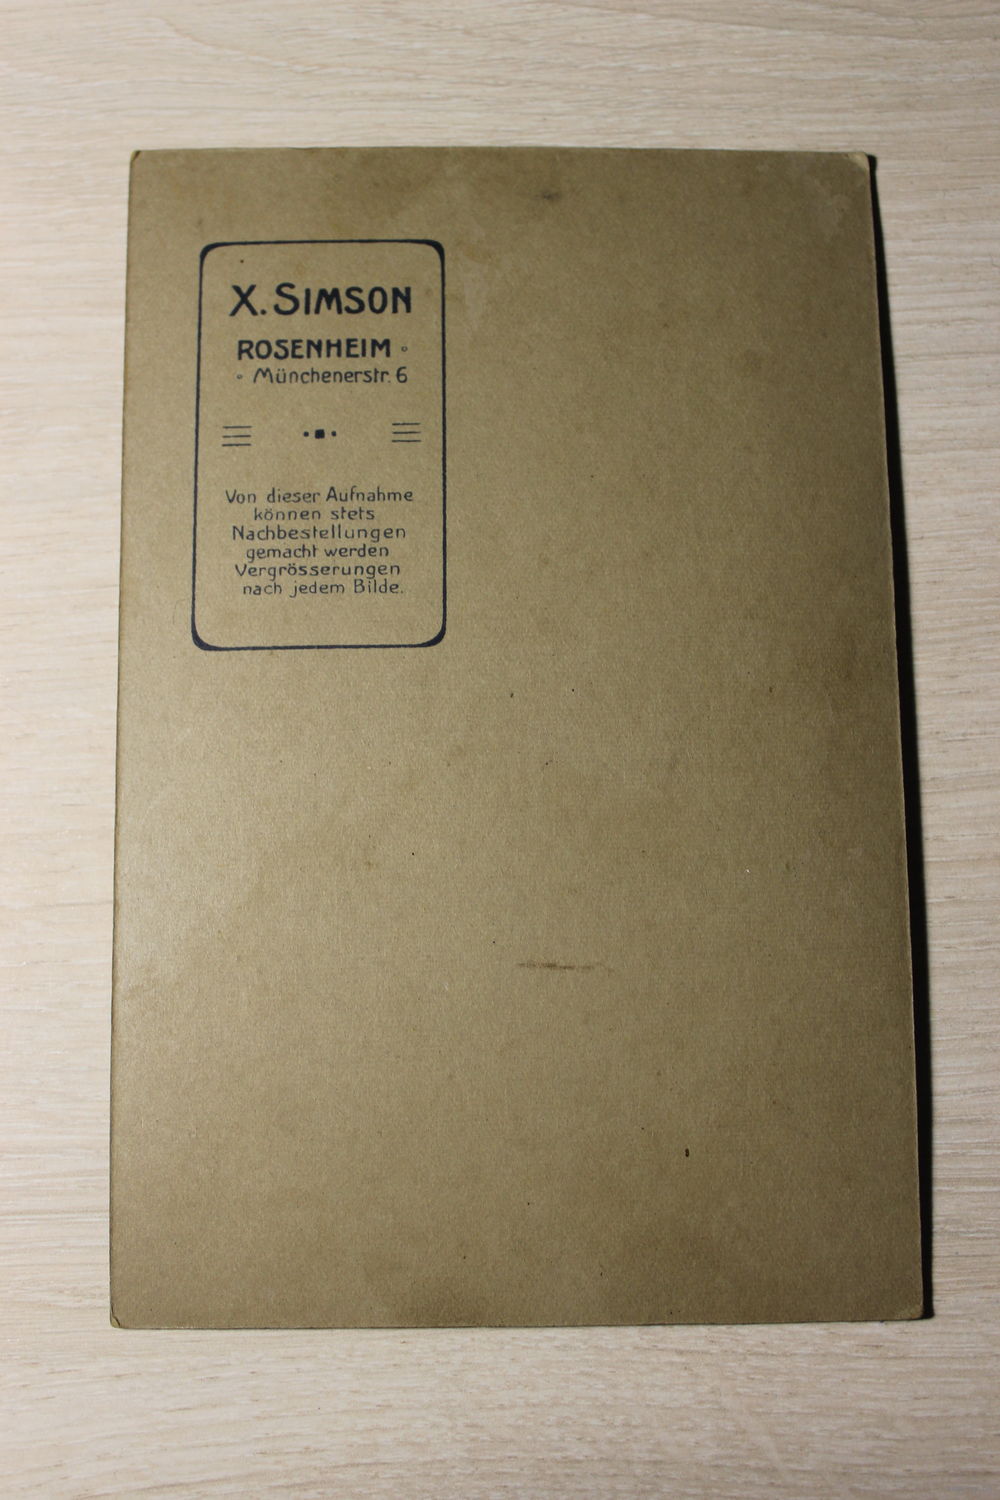 X. SIMSON
ROSENHEIM
Münchenerstr. 6
Von dieser Aufnahme
können stets
Nachbestellungen
gemacht werden
Vergrösserungen
nach jedem Bilde.